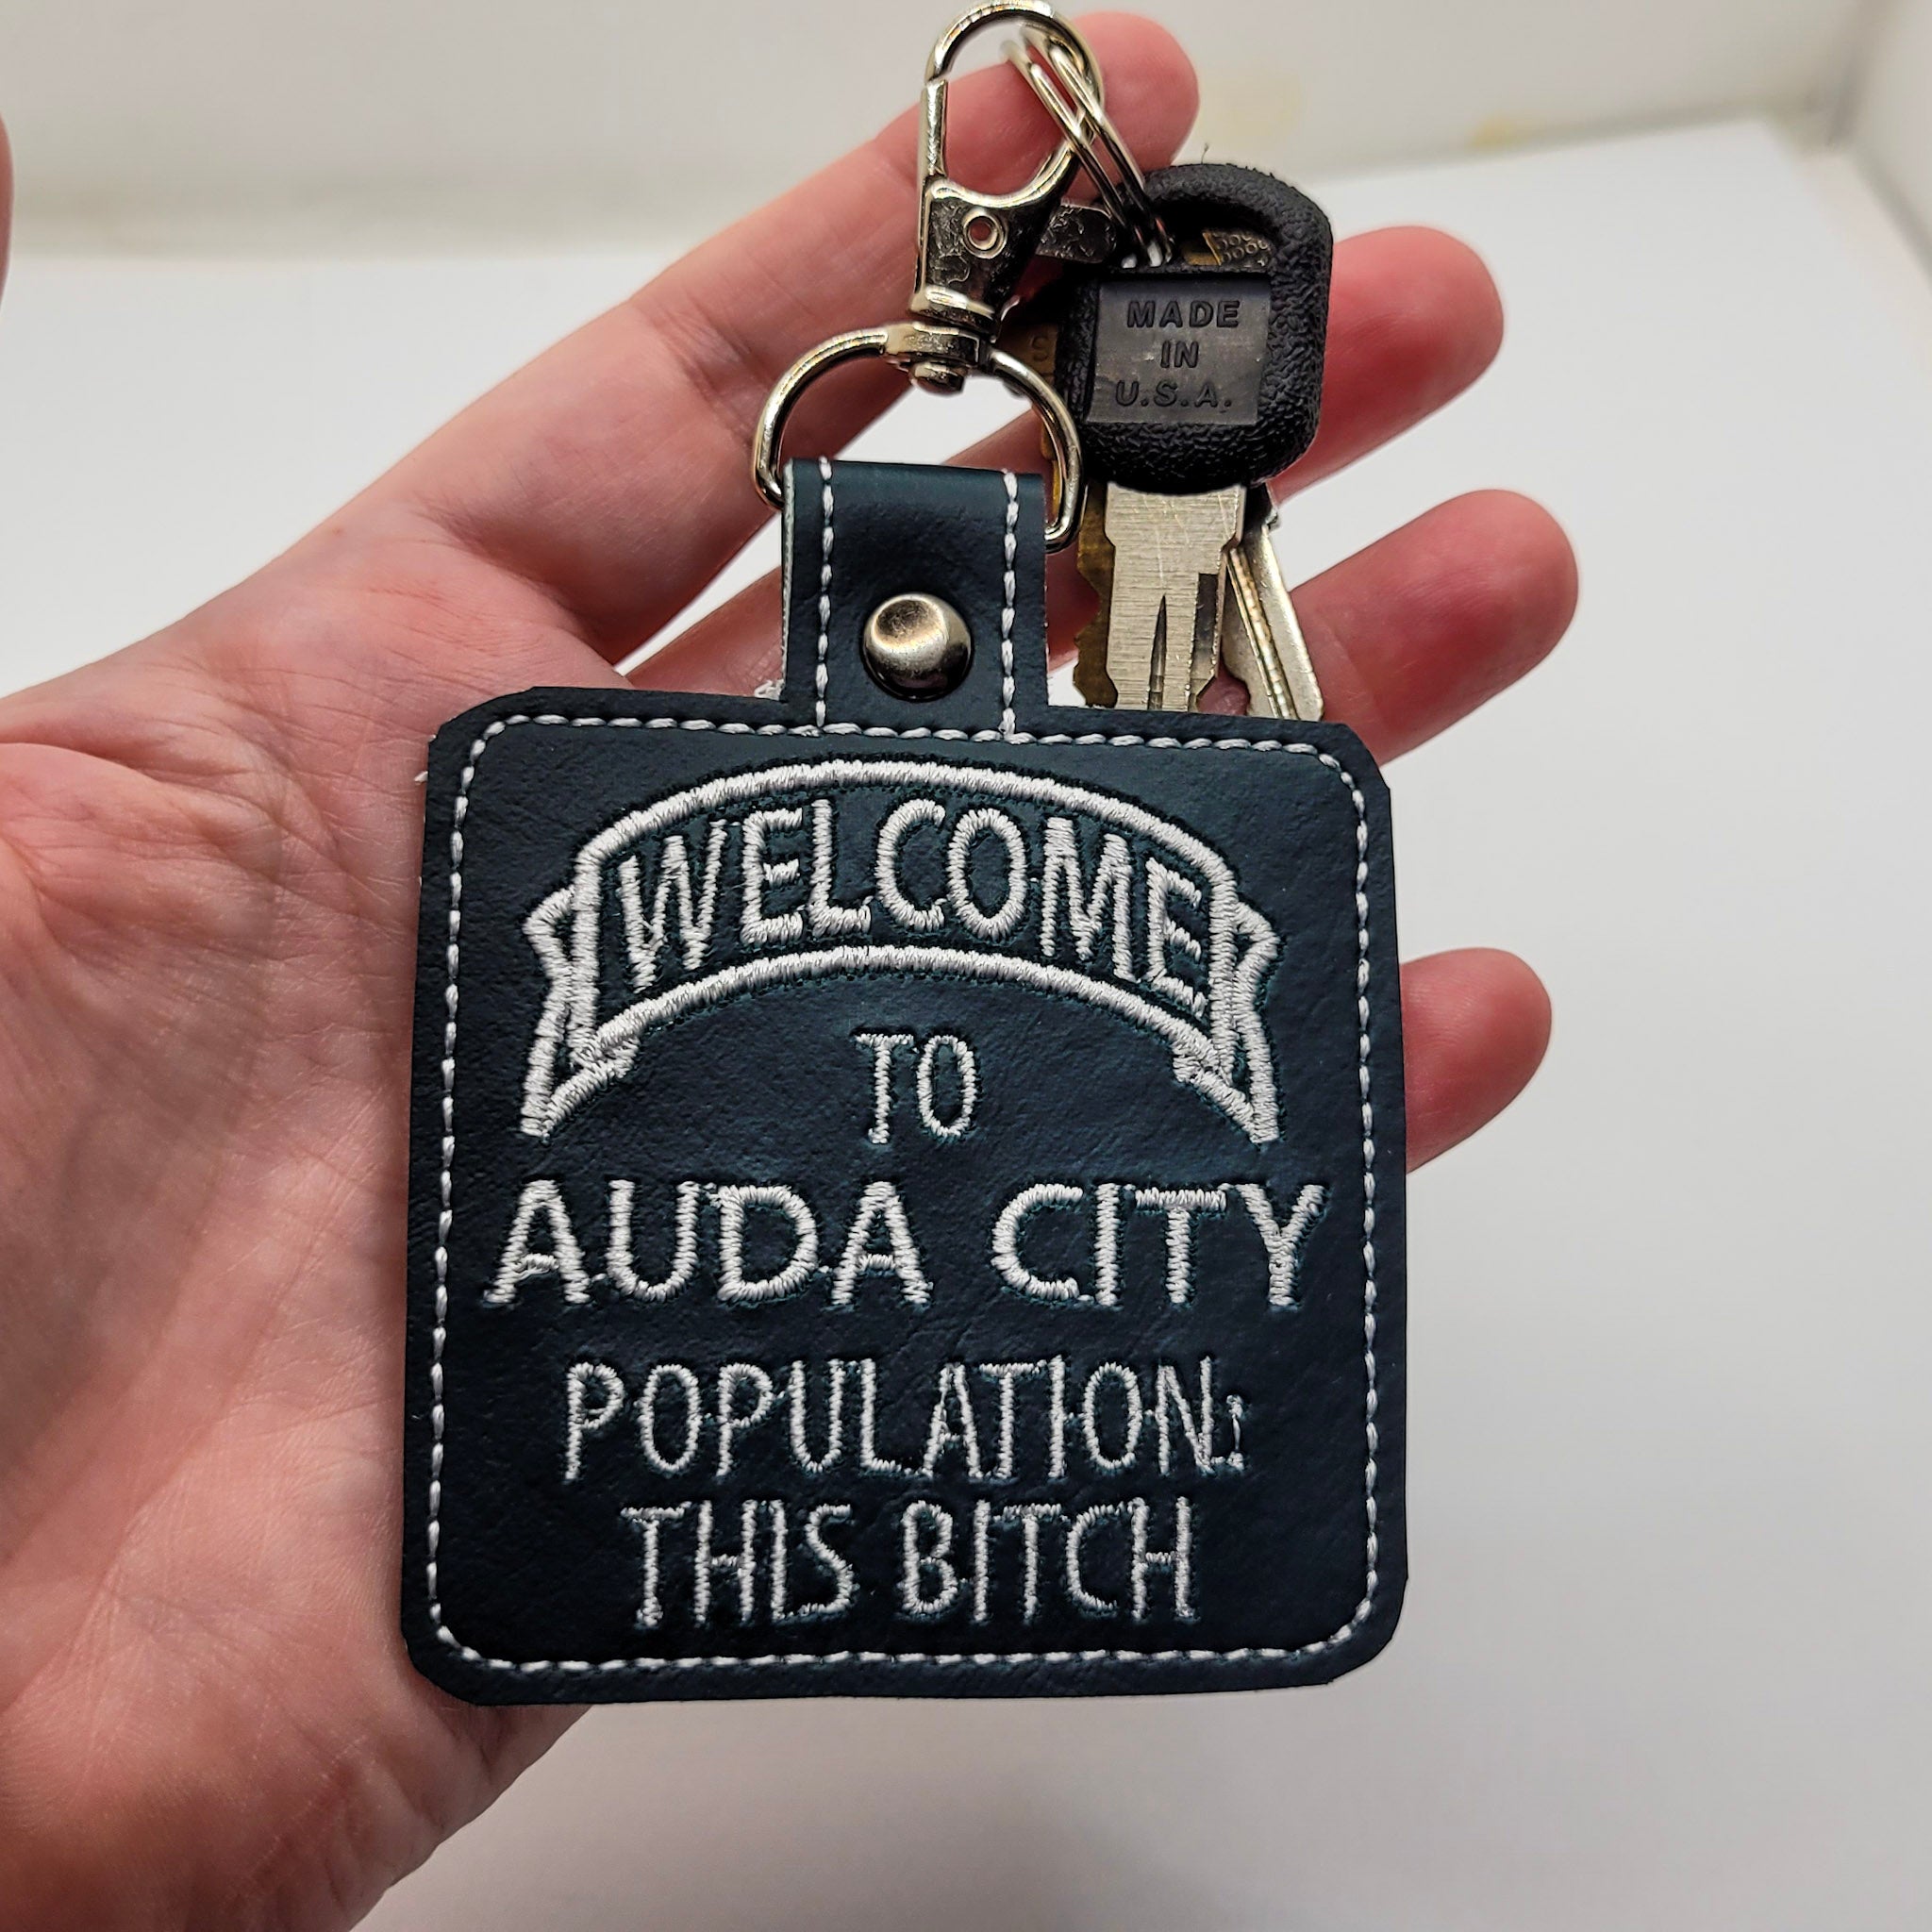 MADE
IN
U.S.A.
WELCOME
TO
AUDA CITY
POPULATION:
THIS BITCH